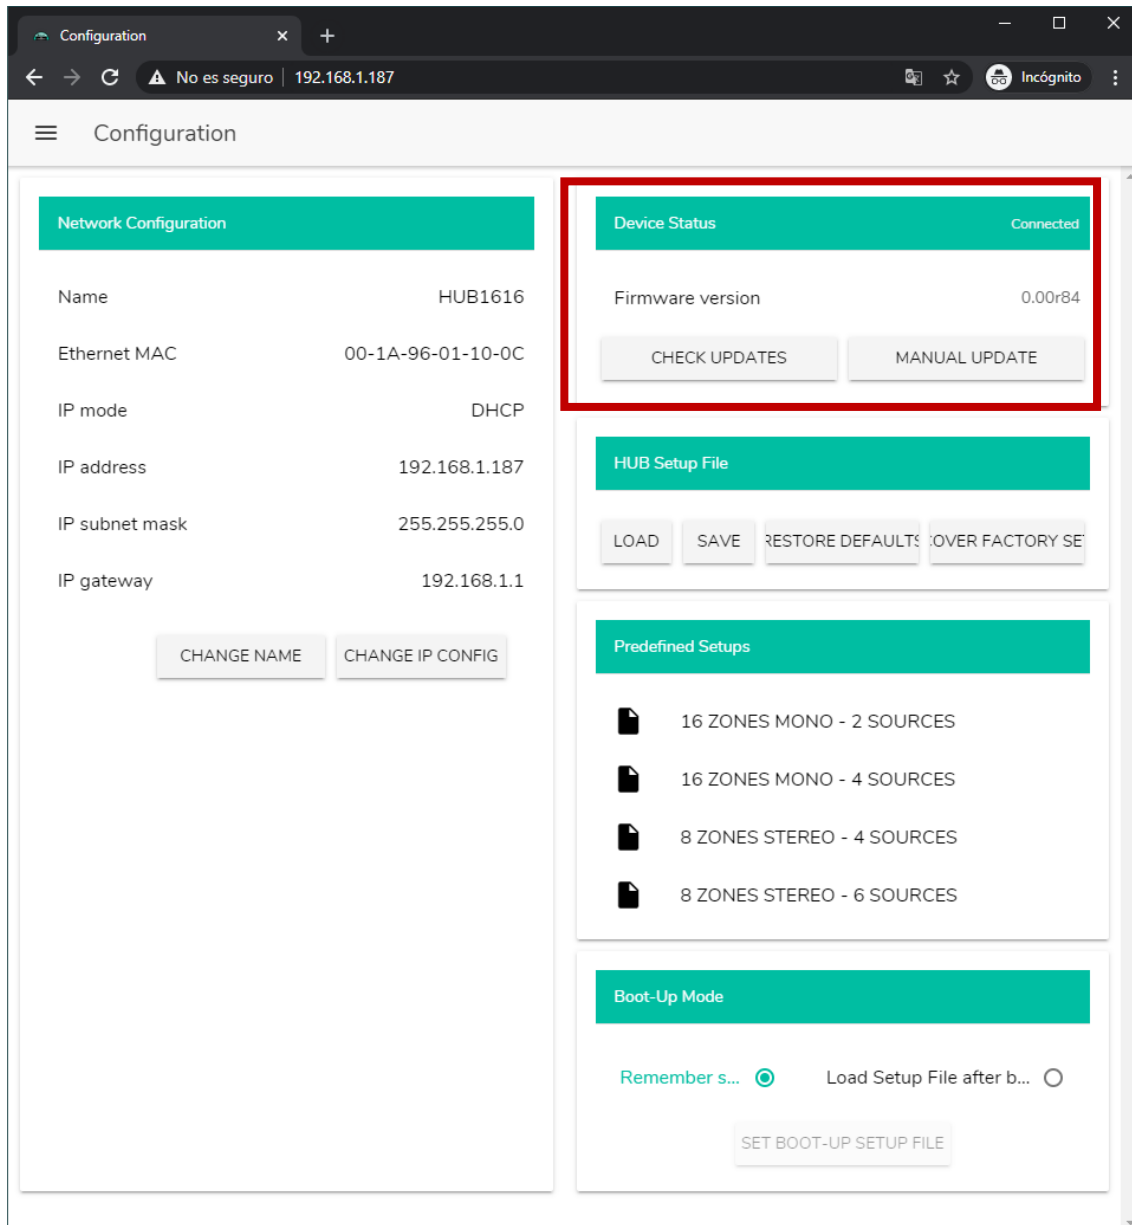 Configuration
No es seguro | 192.168.1.187
Incógnito
Configuration
Network Configuration
Name HUB1616
Ethernet MAC 00-1A-96-01-10-0C
IP mode DHCP
IP address 192.168.1.187
IP subnet mask 255.255.255.0
IP gateway 192.168.1.1
CHANGE NAME CHANGE IP CONFIG
Device Status Connected
Firmware version 0.00r84
CHECK UPDATES MANUAL UPDATE
HUB Setup File
LOAD SAVE RESTORE DEFAULTS COVER FACTORY SE
Predefined Setups
16 ZONES MONO - 2 SOURCES
16 ZONES MONO - 4 SOURCES
8 ZONES STEREO - 4 SOURCES
8 ZONES STEREO - 6 SOURCES
Boot-Up Mode
Remember s... Load Setup File after b...
SET BOOT-UP SETUP FILE